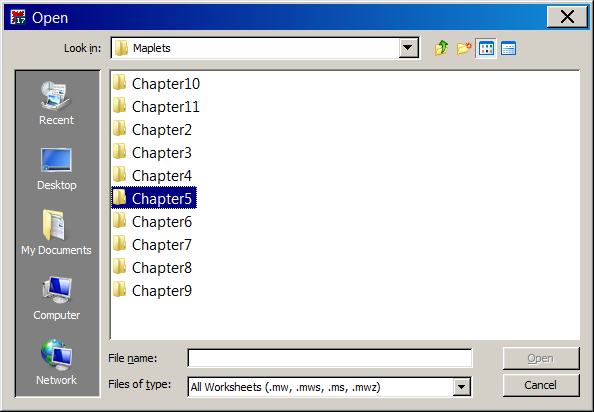 Open
Look in: Maplets
Chapter10
Chapter11
Chapter2
Chapter3
Chapter4
Chapter5
Chapter6
Chapter7
Chapter8
Chapter9
Recent
Desktop
My Documents
Computer
Network
File name:
Open
Files of type: All Worksheets (.mw, .mws, .ms, .mwz)
Cancel